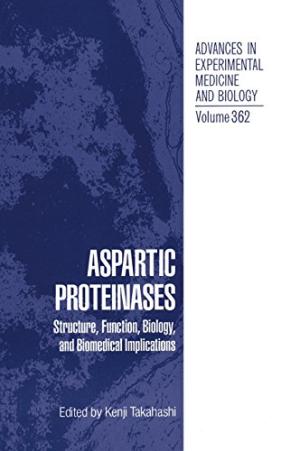 ADVANCES IN
EXPERIMENTAL
MEDICINE
AND BIOLOGY
Volume 362
ASPARTIC
PROTEINASES
Structure, Function, Biology,
and Biomedical Implications
Edited by Kenji Takahashi